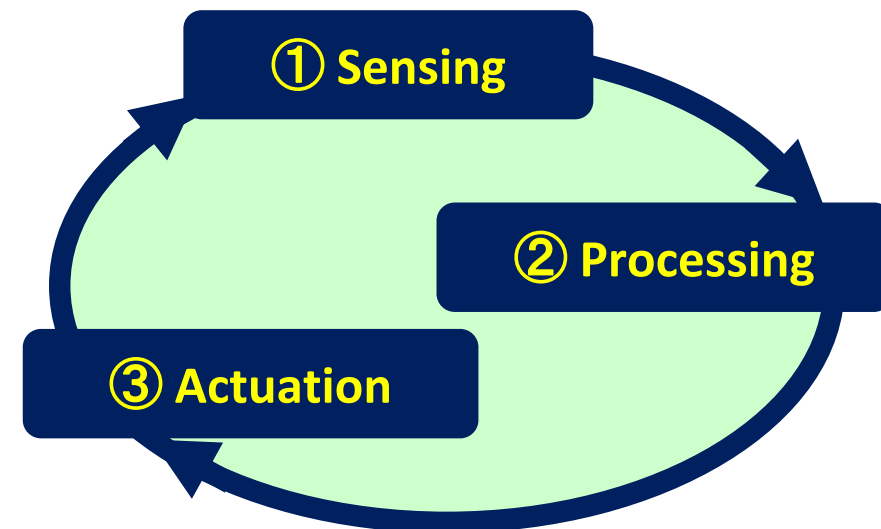 ① Sensing
② Processing
③ Actuation